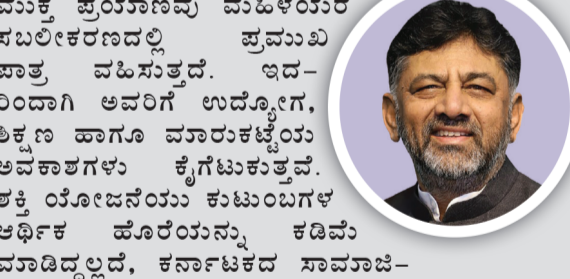 ಮುಕ್ತ ಪ್ರಯಾಣವು ಮಹಿಳೆಯರ
ಸಬಲೀಕರಣದಲ್ಲಿ ಪ್ರಮುಖ
ಪಾತ್ರ ವಹಿಸುತ್ತದೆ. ಇದ-
ರಿಂದಾಗಿ ಅವರಿಗೆ ಉದ್ಯೋಗ,
ಶಿಕ್ಷಣ ಹಾಗೂ ಮಾರುಕಟ್ಟೆಯ
ಅವಕಾಶಗಳು ಕೈಗೆಟುಕುತ್ತವೆ.
ಶಕ್ತಿ ಯೋಜನೆಯು ಕುಟುಂಬಗಳ
ಆರ್ಥಿಕ ಹೊರೆಯನ್ನು ಕಡಿಮೆ
ಮಾಡಿದ್ದಲ್ಲದೆ, ಕರ್ನಾಟಕದ ಸಾಮಾಜಿ-